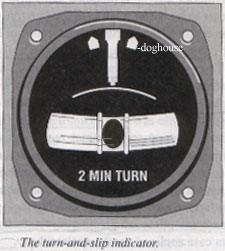 -doghouse
2 MIN TURN
The turn-and-slip indicator.